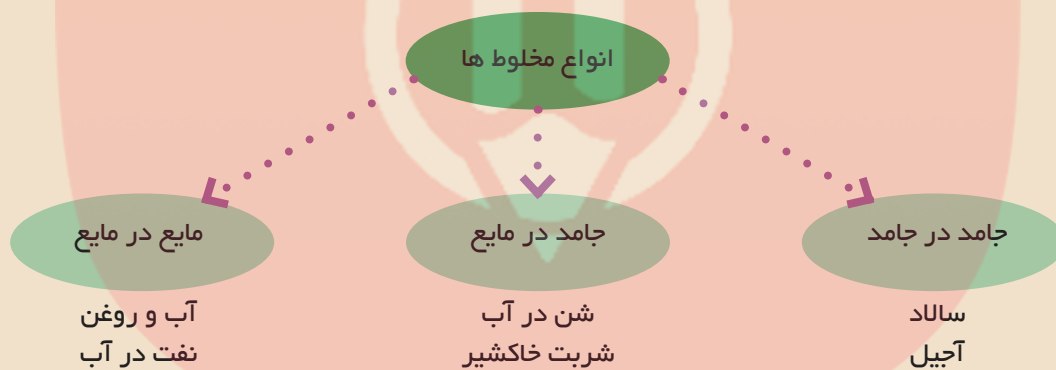 انواع مخلوط ها
جامد در جامد
جامد در مایع
مایع در مایع
سالاد
آجیل
شن در آب
شربت خاکشیر
آب و روغن
نفت در آب